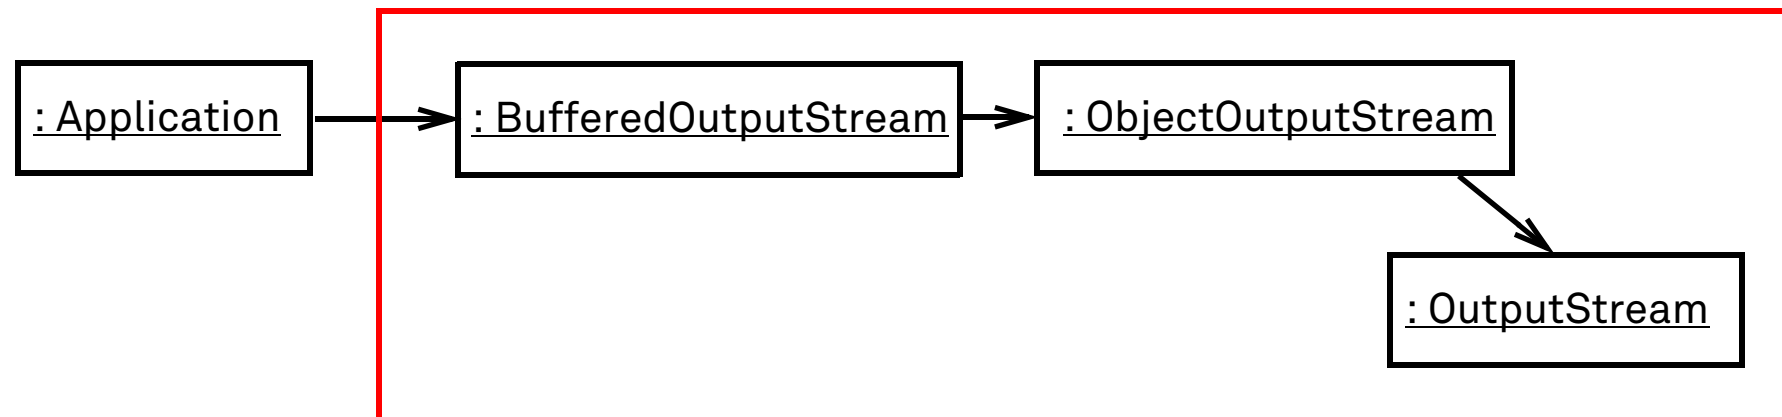 : Application
: BufferedOutputStream
: ObjectOutputStream
: OutputStream